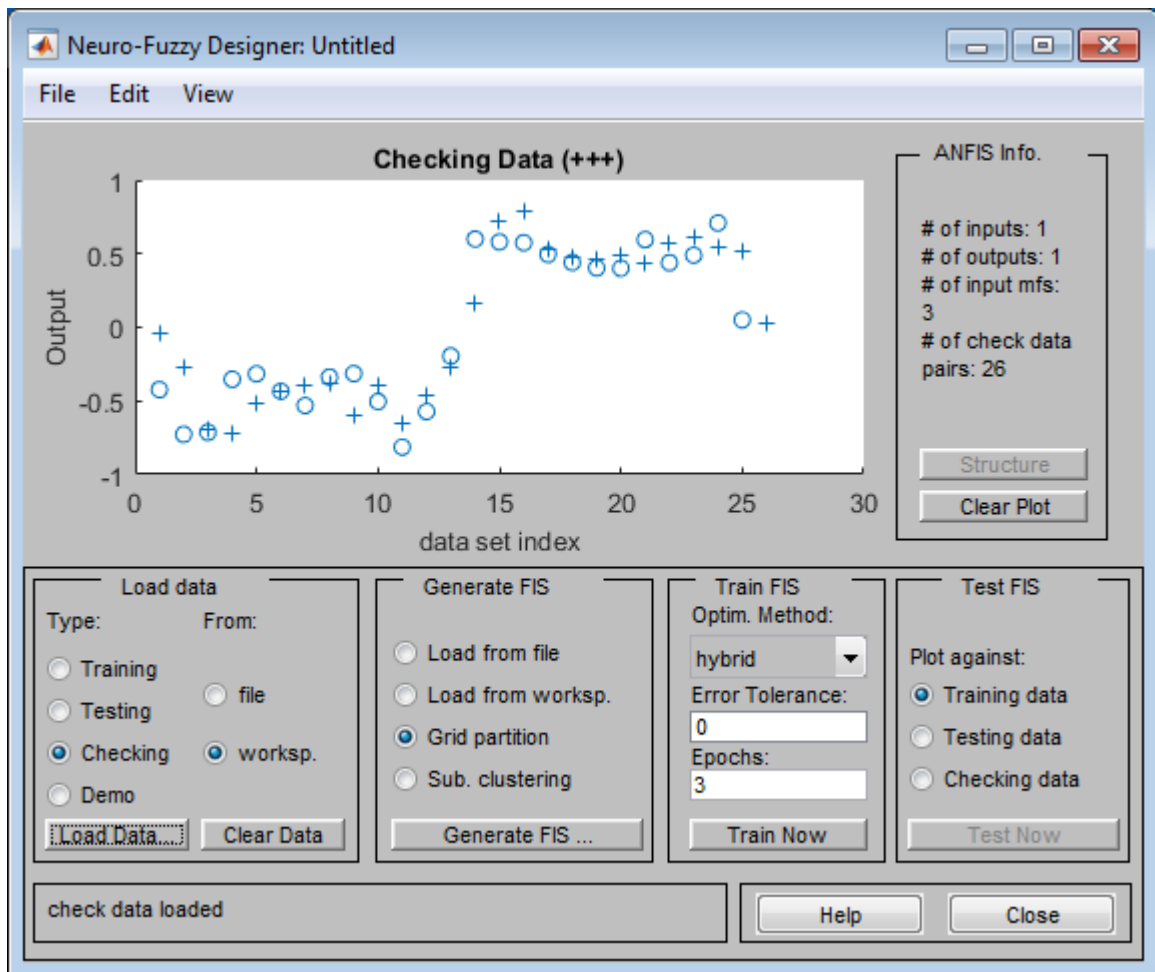 Neuro-Fuzzy Designer: Untitled
File Edit View
Checking Data (+++)
1
0.5
0
-0.5
-1
Output
0 5 10 15 20 25 30
data set index
ANFIS Info.
# of inputs: 1
# of outputs: 1
# of input mfs:
3
# of check data
pairs: 26
Structure
Clear Plot
Load data
Type: From:
Training
Testing
Checking
Demo
file
worksp.
Load Data... Clear Data
Generate FIS
Load from file
Load from worksp.
Grid partition
Sub. clustering
Generate FIS ...
Train FIS
Optim. Method:
hybrid
Error Tolerance:
0
Epochs:
3
Train Now
Test FIS
Plot against:
Training data
Testing data
Checking data
Test Now
check data loaded
Help Close